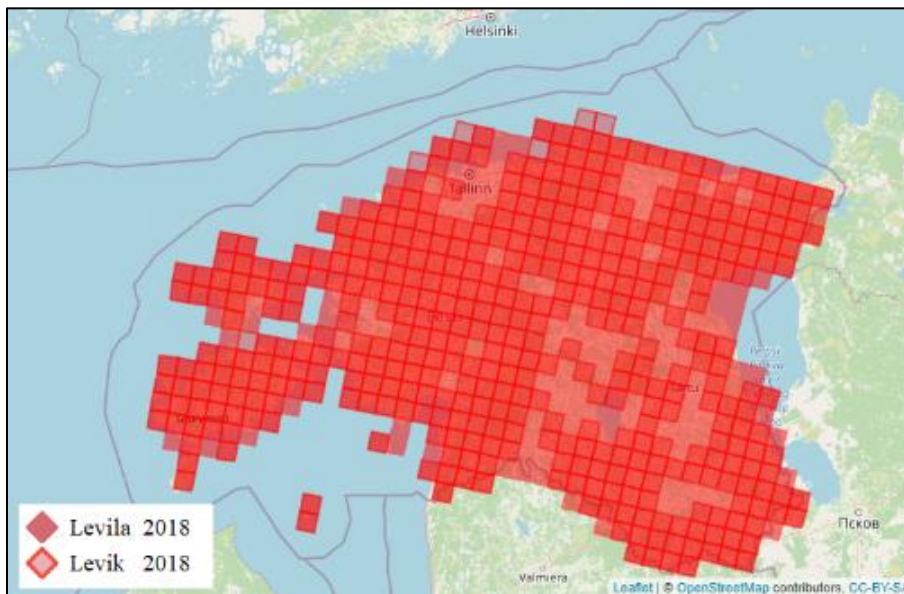 Helsinki
Tallinn
Псков
Valmiera
Levila 2018
Levik 2018
Leaflet | © OpenStreetMap contributors, CC-BY-SA